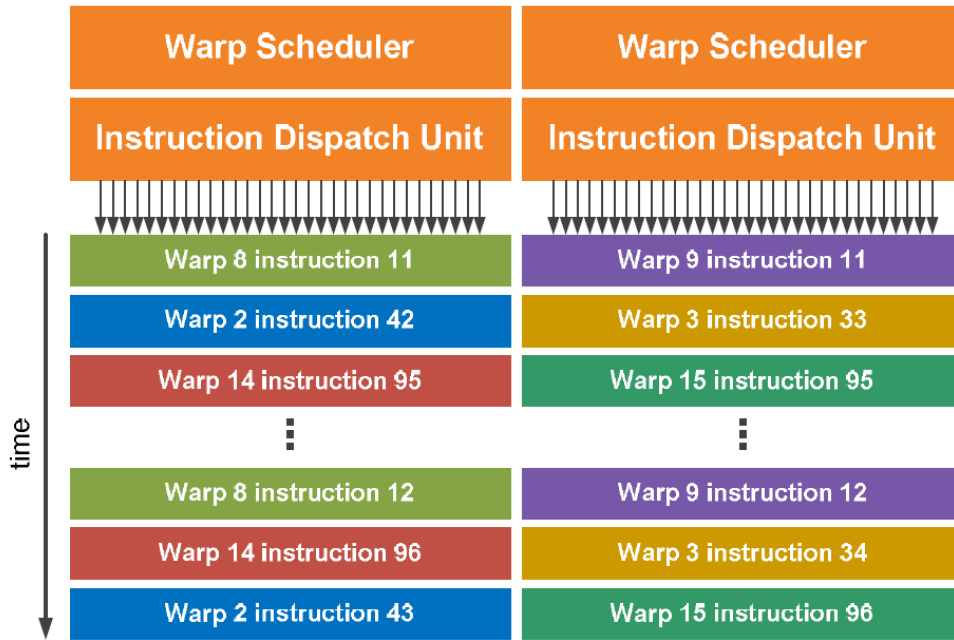 Warp Scheduler
Warp Scheduler
Instruction Dispatch Unit
Instruction Dispatch Unit
time
Warp 8 instruction 11
Warp 9 instruction 11
Warp 2 instruction 42
Warp 3 instruction 33
Warp 14 instruction 95
Warp 15 instruction 95
Warp 8 instruction 12
Warp 9 instruction 12
Warp 14 instruction 96
Warp 3 instruction 34
Warp 2 instruction 43
Warp 15 instruction 96